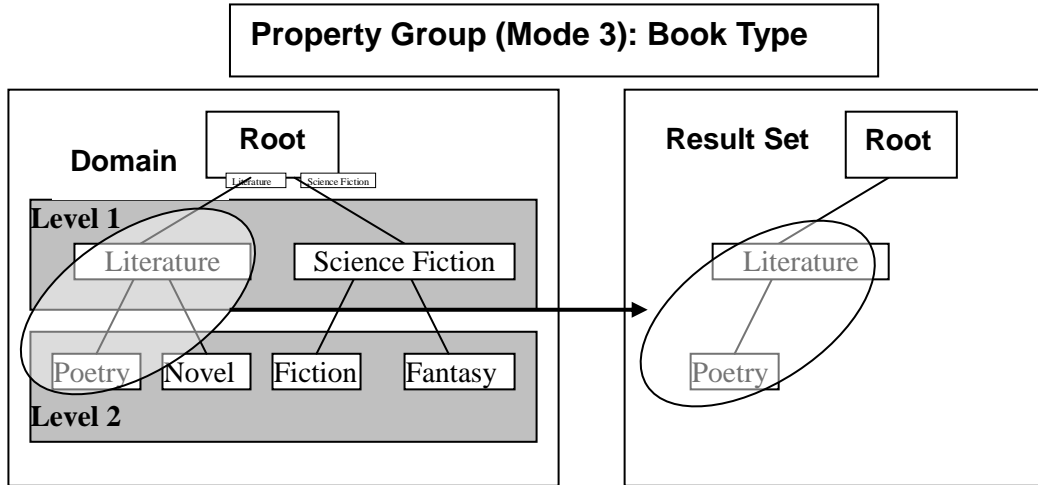 Property Group (Mode 3): Book Type
Domain
Root
Literature
Science Fiction
Level 1
Literature
Science Fiction
Poetry
Novel
Fiction
Fantasy
Level 2
Result Set
Root
Literature
Poetry